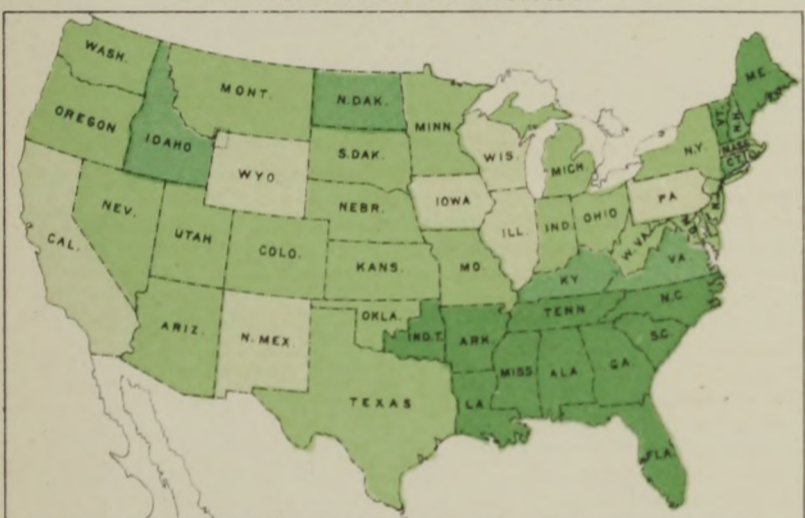 WASH.
OREGON
IDAHO
MONT.
N.DAK.
MINN.
S.DAK.
WYO.
WIS.
MICH.
N.Y.
ME.
VT.
N.H.
MASS.
CT.
CAL.
NEV.
UTAH
COLO.
NEBR.
IOWA
ILL.
IND.
OHIO
PA
W.VA.
VA
KANS.
MO.
KY.
ARIZ.
N.MEX.
OKLA.
IND.T.
ARK.
TENN.
N.C.
S.C.
TEXAS
LA.
MISS.
ALA
GA.
FLA.